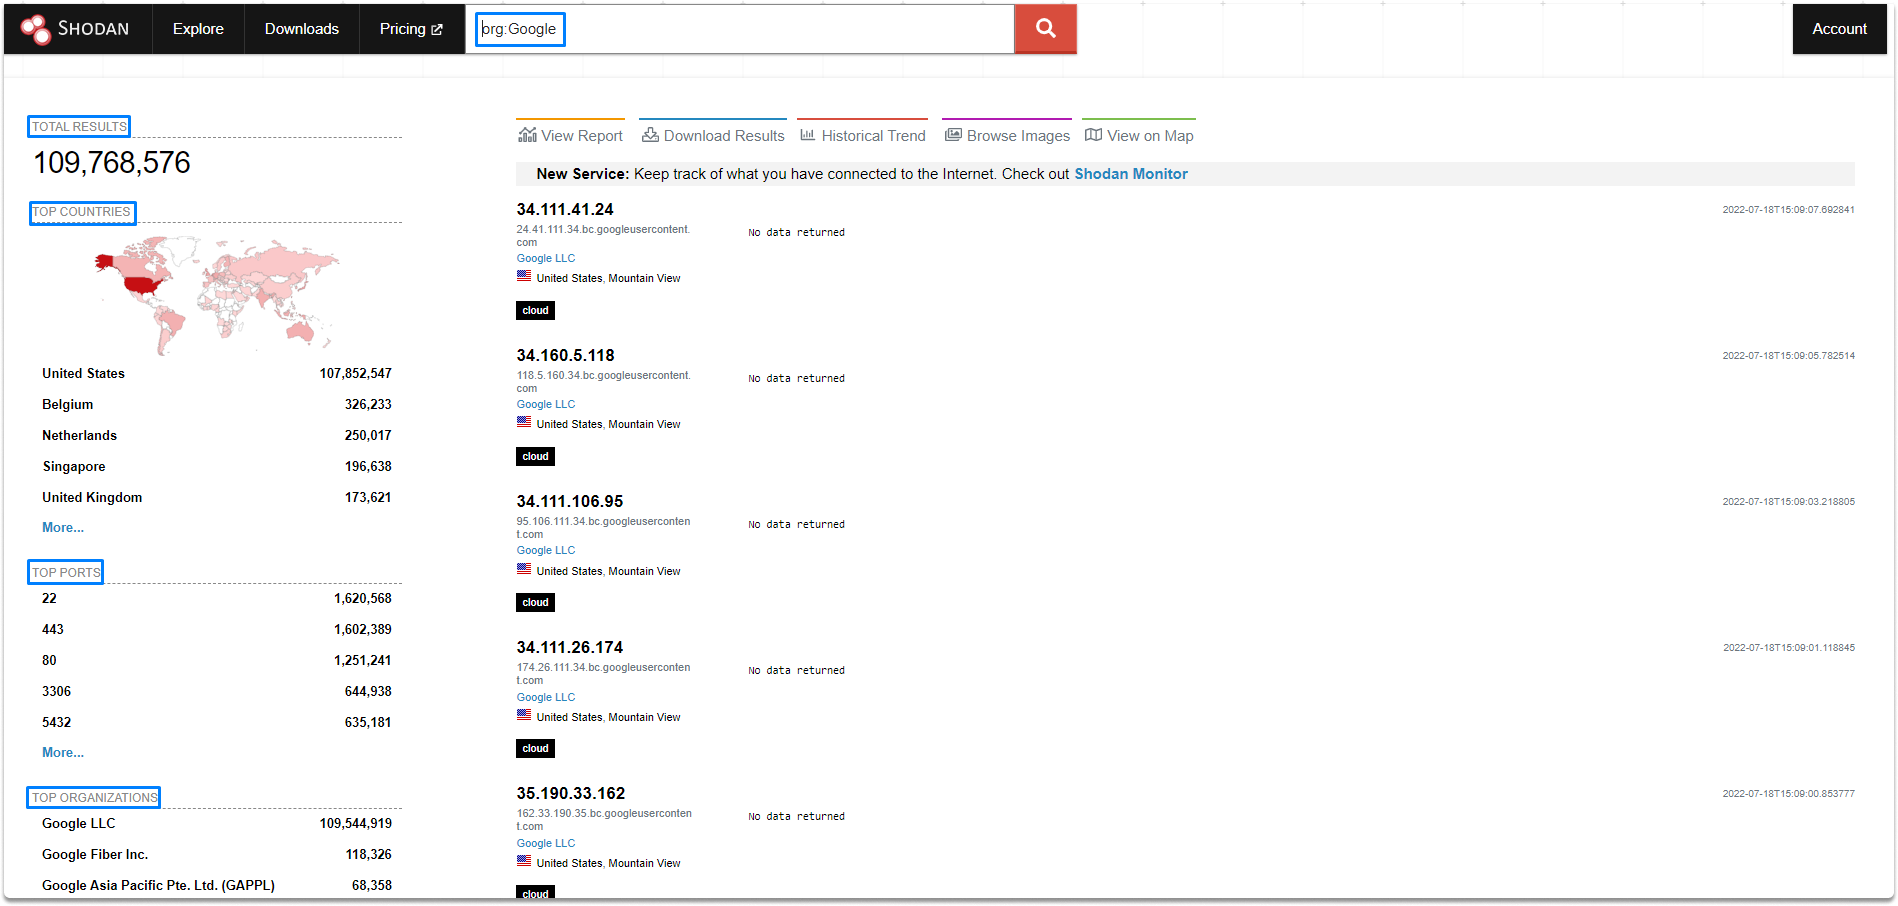 SHODAN
Explore
Downloads
Pricing
org:Google
Account
TOTAL RESULTS
109,768,576
TOP COUNTRIES
United States 107,852,547
Belgium 326,233
Netherlands 250,017
Singapore 196,638
United Kingdom 173,621
More...
TOP PORTS
22 1,620,568
443 1,602,389
80 1,251,241
3306 644,938
5432 635,181
More...
TOP ORGANIZATIONS
Google LLC 109,544,919
Google Fiber Inc. 118,326
Google Asia Pacific Pte. Ltd. (GAPPL) 68,358
View Report
Download Results
Historical Trend
Browse Images
View on Map
New Service: Keep track of what you have connected to the Internet. Check out Shodan Monitor
34.111.41.24
2022-07-18T15:09:07.692841
24.41.111.34.bc.googleusercontent.
com
Google LLC
United States, Mountain View
cloud
No data returned
34.160.5.118
2022-07-18T15:09:05.782514
118.5.160.34.bc.googleusercontent.
com
Google LLC
United States, Mountain View
cloud
No data returned
34.111.106.95
2022-07-18T15:09:03.218805
95.106.111.34.bc.googleuserconten
t.com
Google LLC
United States, Mountain View
cloud
No data returned
34.111.26.174
2022-07-18T15:09:01.118845
174.26.111.34.bc.googleuserconten
t.com
Google LLC
United States, Mountain View
cloud
No data returned
35.190.33.162
2022-07-18T15:09:00.853777
162.33.190.35.bc.googleuserconten
t.com
Google LLC
United States, Mountain View
cloud
No data returned